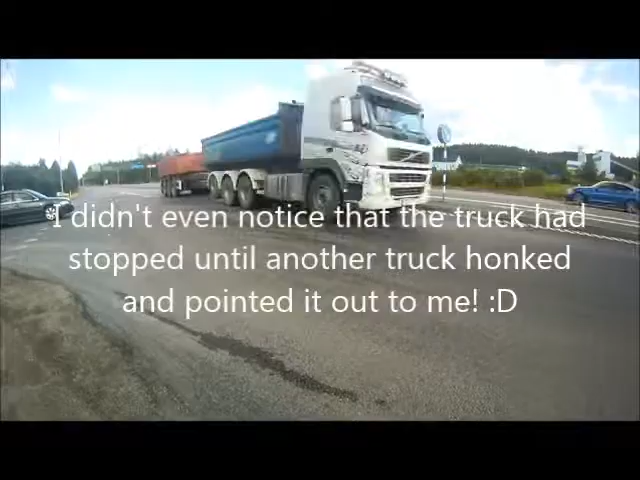 I didn't even notice that the truck had
stopped until another truck honked
and pointed it out to me! :D